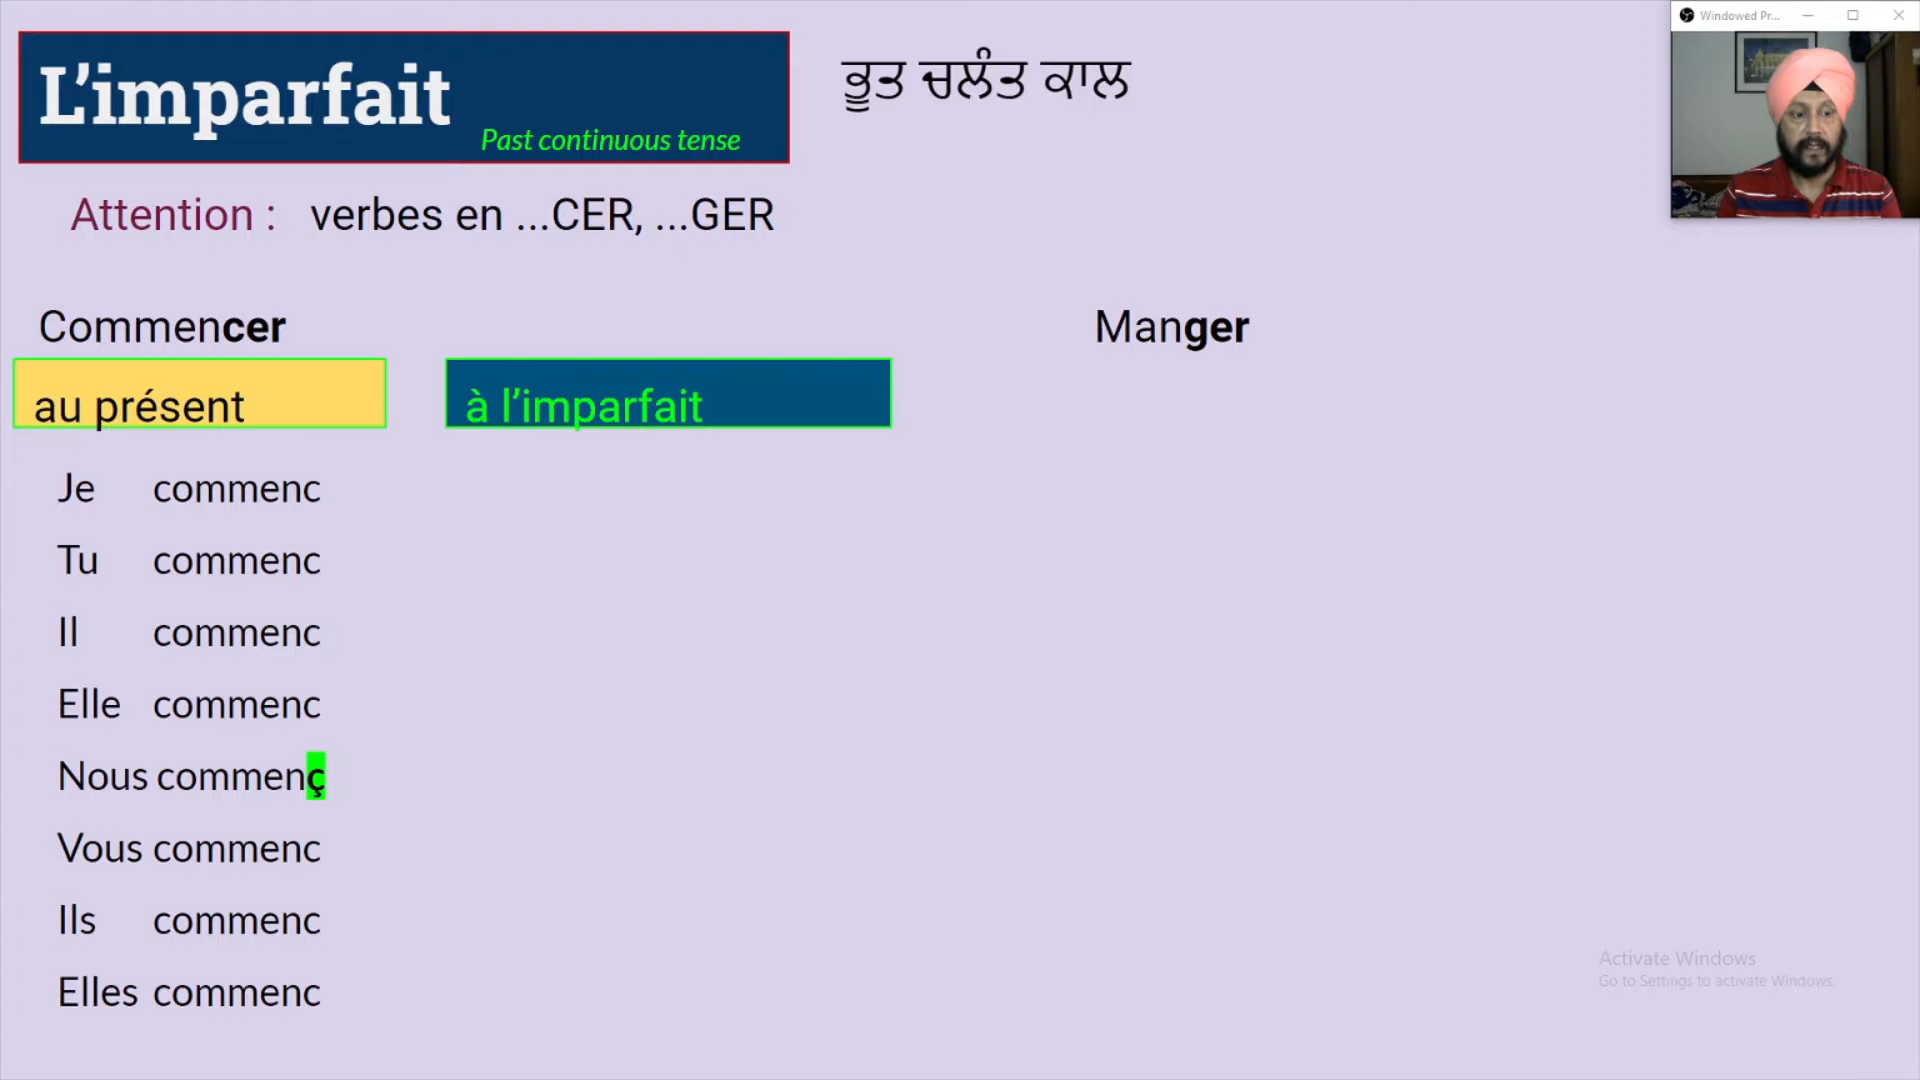 L’imparfait
Past continuous tense
ਭੂਤ ਚਲੰਤ ਕਾਲ
Windowed Pr...
Attention : verbes en ...CER, ...GER
Commencer
Manger
au présent
à l’imparfait
Je commenc
Tu commenc
Il commenc
Elle commenc
Nous commenç
Vous commenc
Ils commenc
Elles commenc
Activate Windows
Go to Settings to activate Windows.